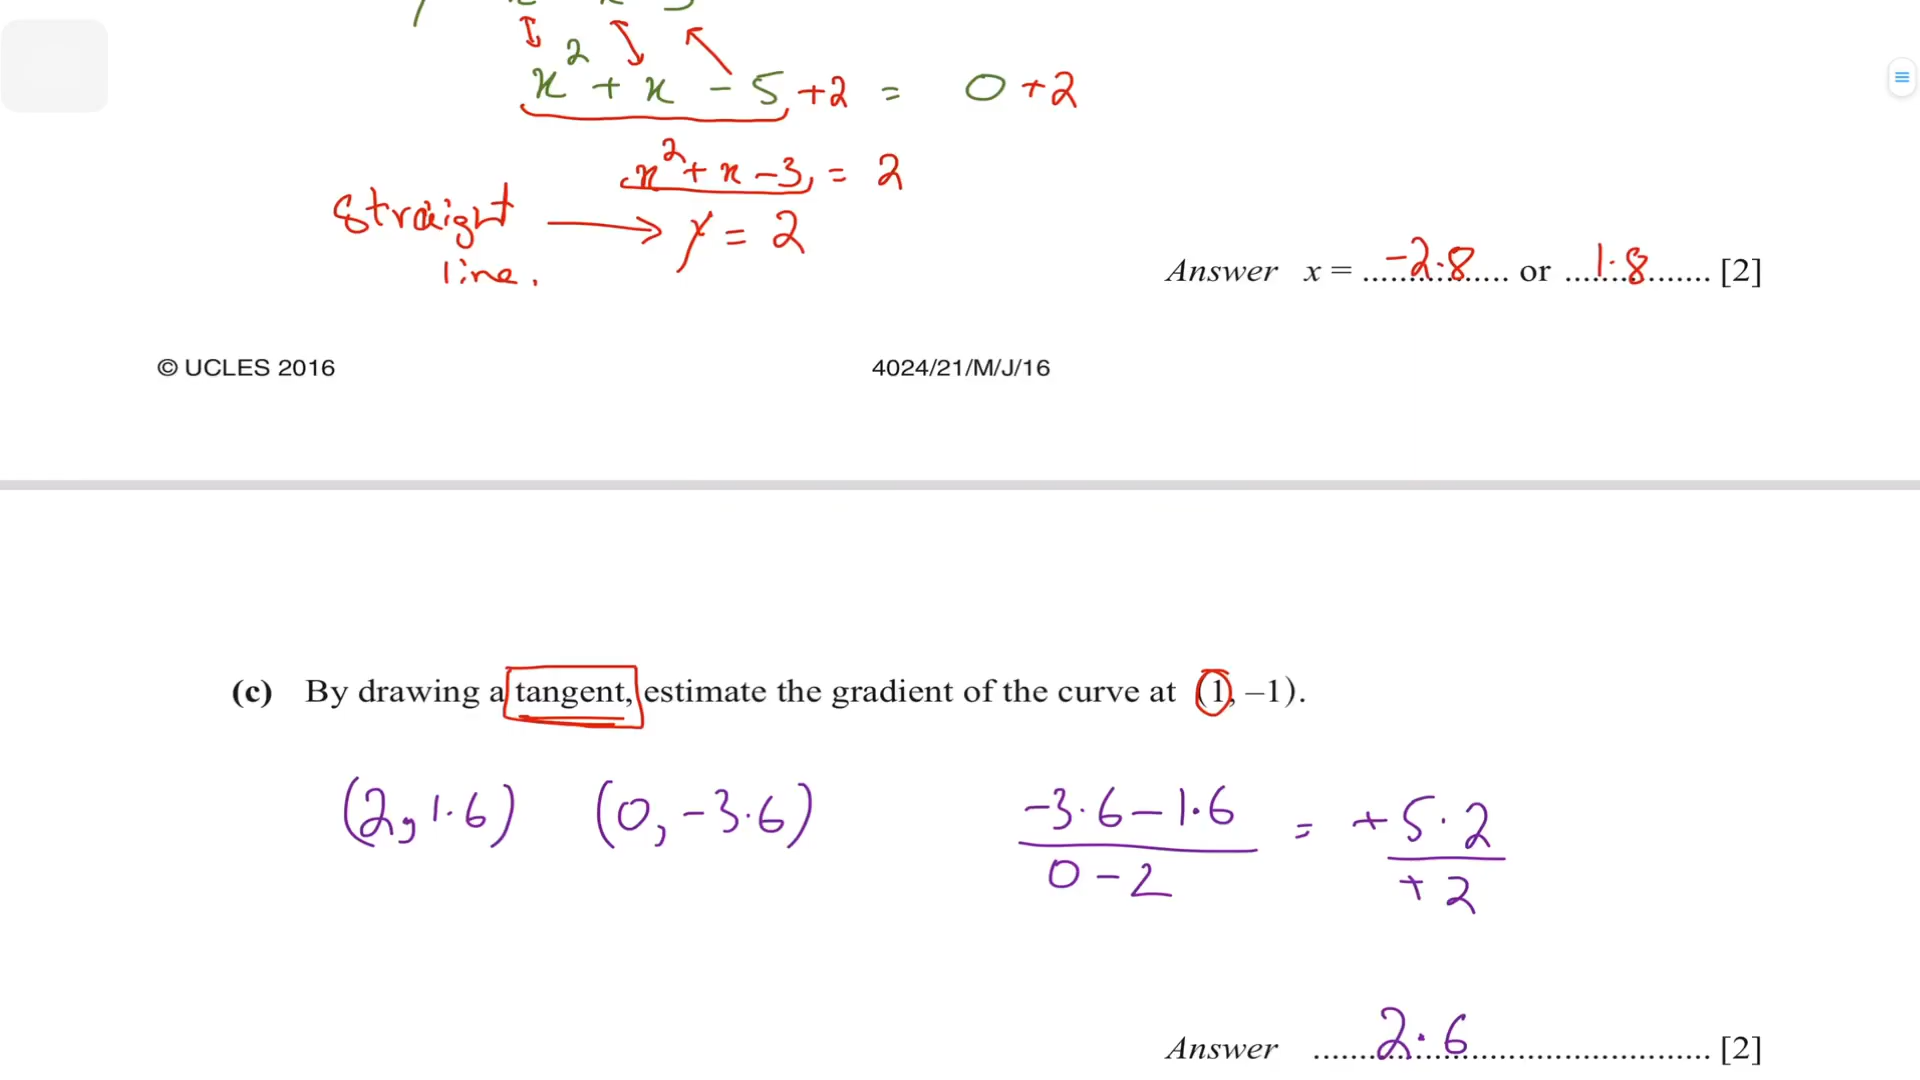 x² + x - 5 +2 = 0 +2
x² + x - 3 = 2
straight → y = 2
line.
Answer x = -2.8 or 1.8 [2]
© UCLES 2016 4024/21/M/J/16
(c) By drawing a tangent, estimate the gradient of the curve at (1, –1).
(2, 1.6) (0, -3.6) -3.6 - 1.6 / 0 - 2 = +5.2 / +2
Answer 2.6 [2]